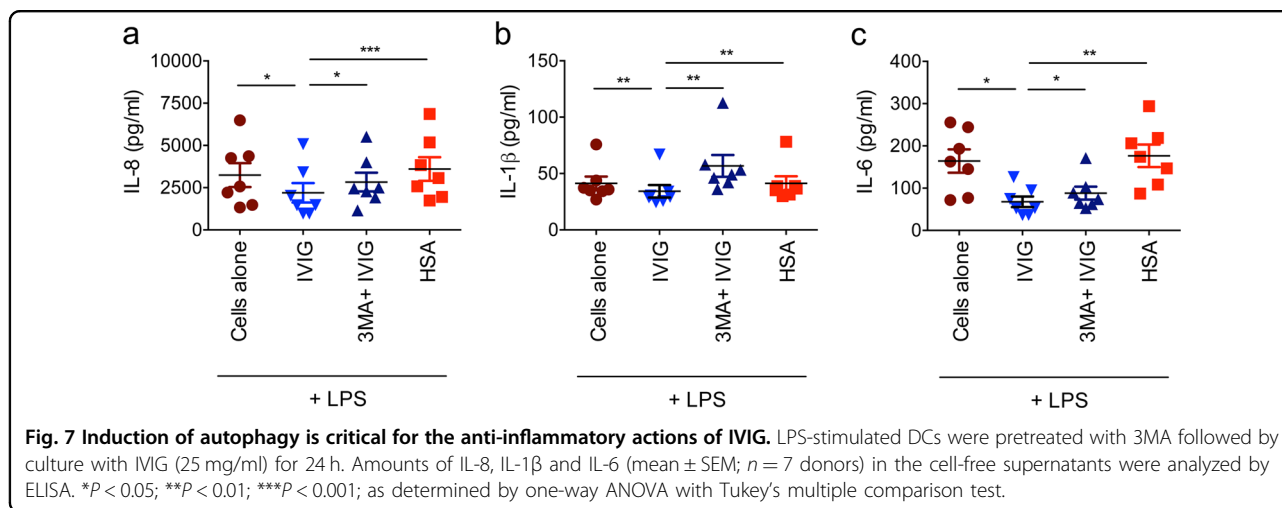 a
b
c
***
*
*
**
**
**
**
*
*
10000
7500
5000
2500
0
IL-8 (pg/ml)
Cells alone
IVIG
3MA+ IVIG
HSA
+ LPS
150
100
50
0
IL-1β (pg/ml)
Cells alone
IVIG
3MA+ IVIG
HSA
+ LPS
400
300
200
100
0
IL-6 (pg/ml)
Cells alone
IVIG
3MA+ IVIG
HSA
+ LPS
Fig. 7 Induction of autophagy is critical for the anti-inflammatory actions of IVIG. LPS-stimulated DCs were pretreated with 3MA followed by
culture with IVIG (25 mg/ml) for 24 h. Amounts of IL-8, IL-1β and IL-6 (mean ± SEM; n = 7 donors) in the cell-free supernatants were analyzed by
ELISA. *P < 0.05; **P < 0.01; ***P < 0.001; as determined by one-way ANOVA with Tukey's multiple comparison test.